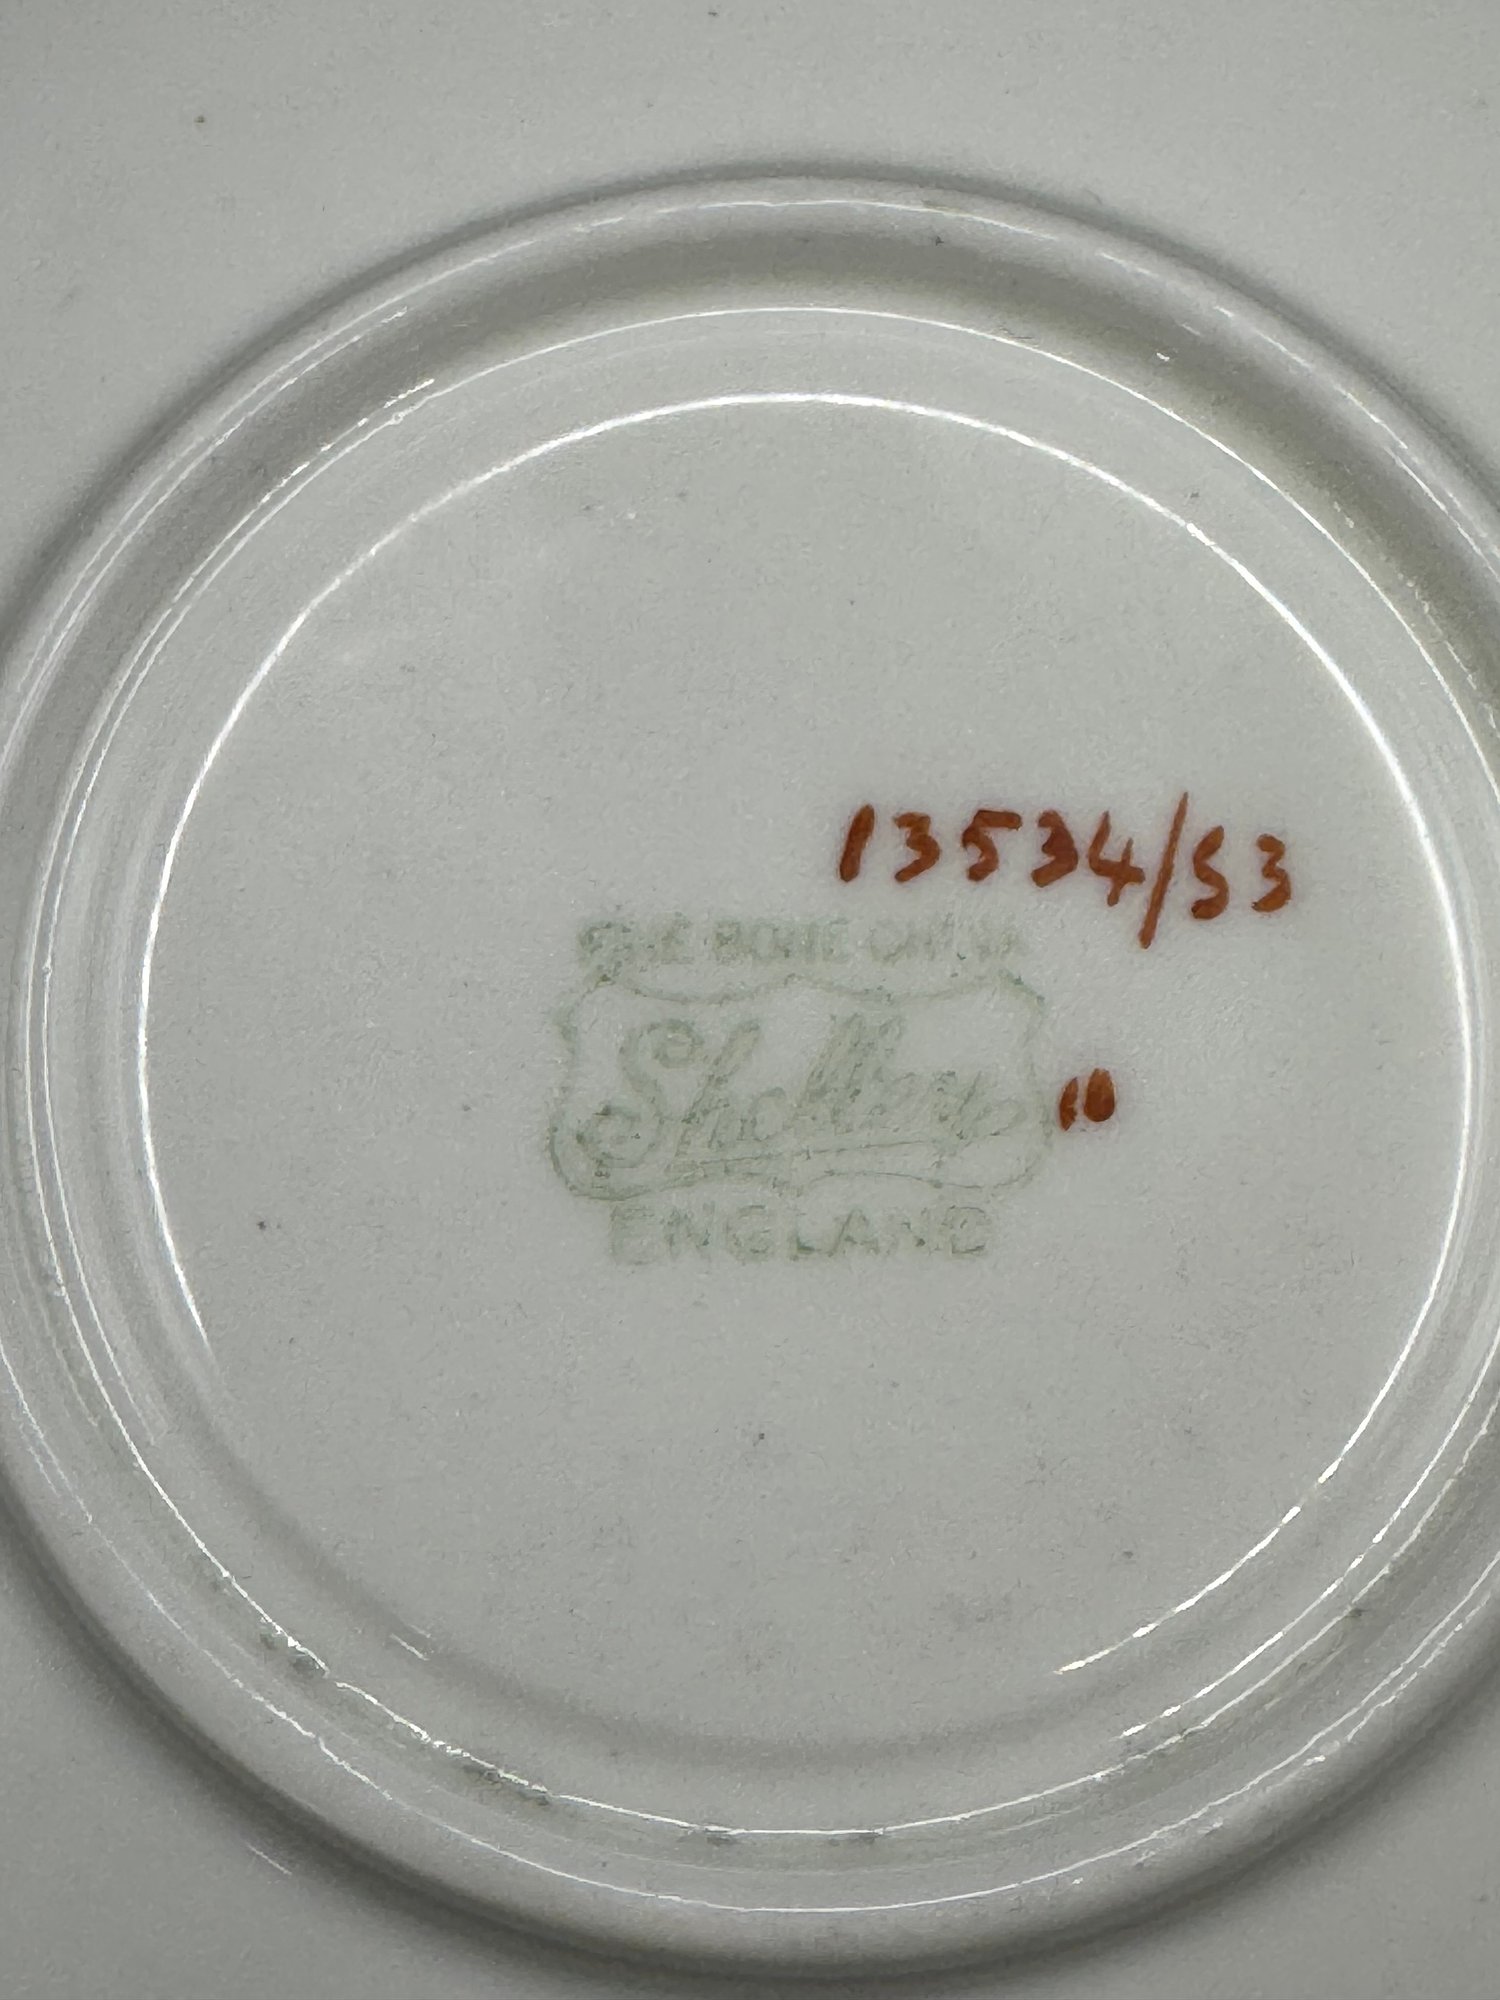 13534/S3
FINE BONE CHINA
Shelley
10
ENGLAND